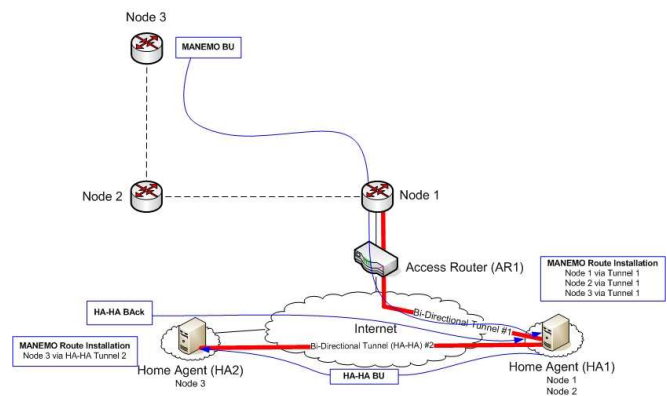 Node 3
MANEMO BU
Node 2
Node 1
Access Router (AR1)
MANEMO Route Installation
Node 1 via Tunnel 1
Node 2 via Tunnel 1
Node 3 via Tunnel 1
HA-HA BAck
Bi-Directional Tunnel #1
Internet
MANEMO Route Installation
Node 3 via HA-HA Tunnel 2
Bi-Directional Tunnel (HA-HA) #2
Home Agent (HA2)
Node 3
HA-HA BU
Home Agent (HA1)
Node 1
Node 2